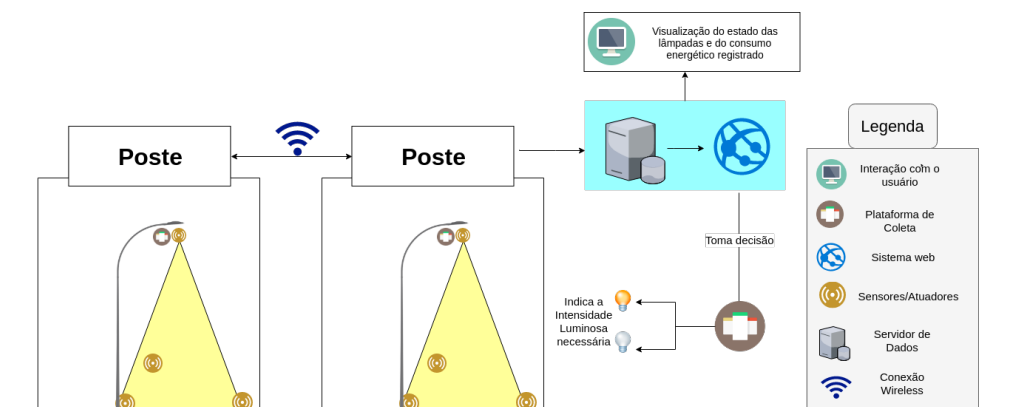 Visualização do estado das
lâmpadas e do consumo
energético registrado
Poste
Poste
Toma decisão
Indica a
Intensidade
Luminosa
necessária
Legenda
Interação com o
usuário
Plataforma de
Coleta
Sistema web
Sensores/Atuadores
Servidor de
Dados
Conexão
Wireless